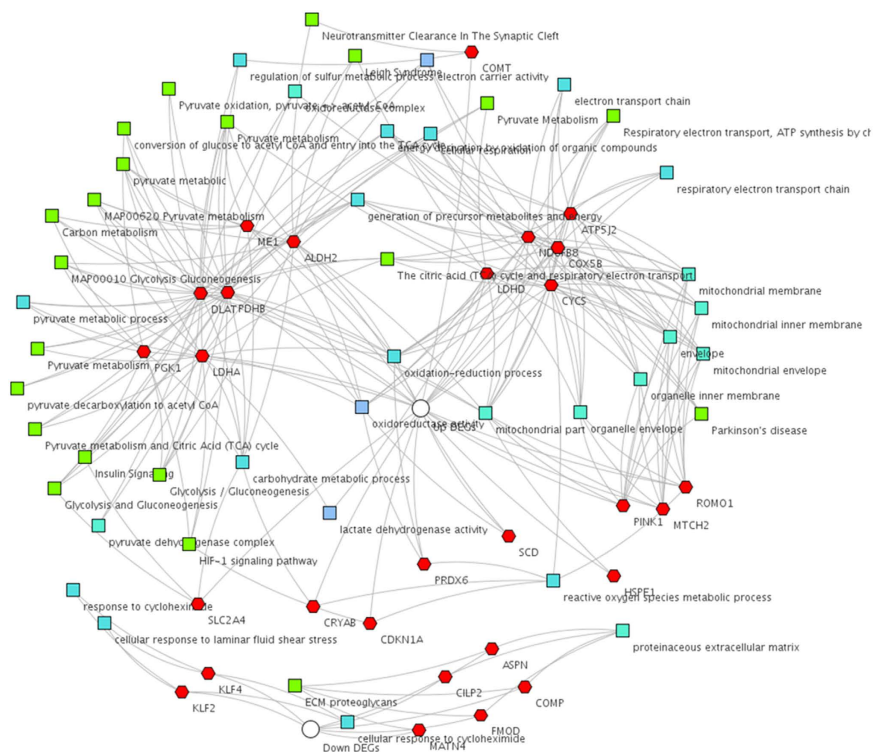 Neurotransmitter Clearance In The Synaptic Cleft
COMT
Leigh Syndrome
regulation of sulfur metabolic process
electron carrier activity
electron transport chain
Pyruvate oxidation, pyruvate => acetyl-CoA
oxidoreductase complex
Pyruvate Metabolism
Pyruvate metabolism
Respiratory electron transport, ATP synthesis by ch
conversion of glucose to acetyl CoA and entry into the TCA cycle
energy derivation by oxidation of organic compounds
cellular respiration
pyruvate metabolic
respiratory electron transport chain
MAP00620 Pyruvate metabolism
generation of precursor metabolites and energy
Carbon metabolism
ATP5J2
ME1
NDUFB8
ALDH2
COX5B
MAP00010 Glycolysis Gluconeogenesis
The citric acid (TCA) cycle and respiratory electron transport
LDHD
mitochondrial membrane
CYCS
DLAT
PDHB
pyruvate metabolic process
mitochondrial inner membrane
envelope
Pyruvate metabolism
PGK1
LDHA
oxidation-reduction process
mitochondrial envelope
organelle inner membrane
pyruvate decarboxylation to acetyl CoA
oxidoreductase activity
Up DEGs
mitochondrial part
organelle envelope
Parkinson's disease
Pyruvate metabolism and Citric Acid (TCA) cycle
Insulin Signaling
Glycolysis / Gluconeogenesis
carbohydrate metabolic process
Glycolysis and Gluconeogenesis
ROMO1
PINK1
MTCH2
lactate dehydrogenase activity
pyruvate dehydrogenase complex
SCD
HIF-1 signaling pathway
PRDX6
HSPE1
reactive oxygen species metabolic process
response to cycloheximide
SLC2A4
CRYAB
CDKN1A
cellular response to laminar fluid shear stress
proteinaceous extracellular matrix
ASPN
KLF4
CILP2
KLF2
ECM proteoglycans
COMP
FMOD
cellular response to cycloheximide
Down DEGs
MATN4